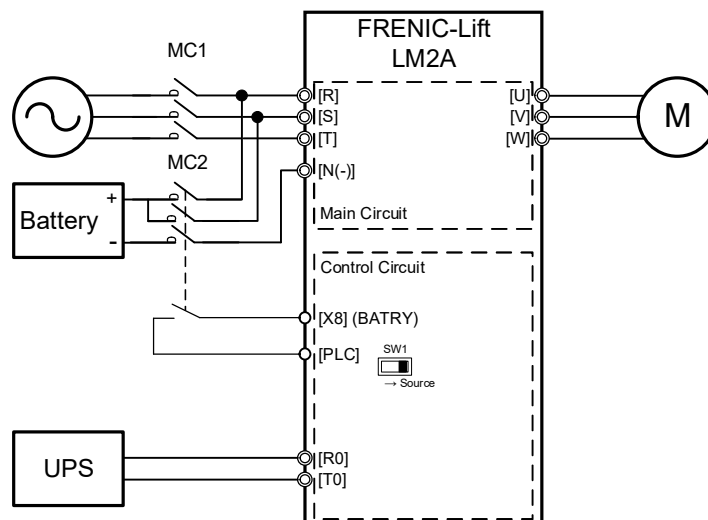 FRENIC-Lift
LM2A
MC1
[R]
[U]
[S]
[V]
M
[T]
[W]
MC2
[N(-)]
+
Battery
-
Main Circuit
Control Circuit
[X8] (BATRY)
SW1
[PLC]
→ Source
UPS
[R0]
[T0]